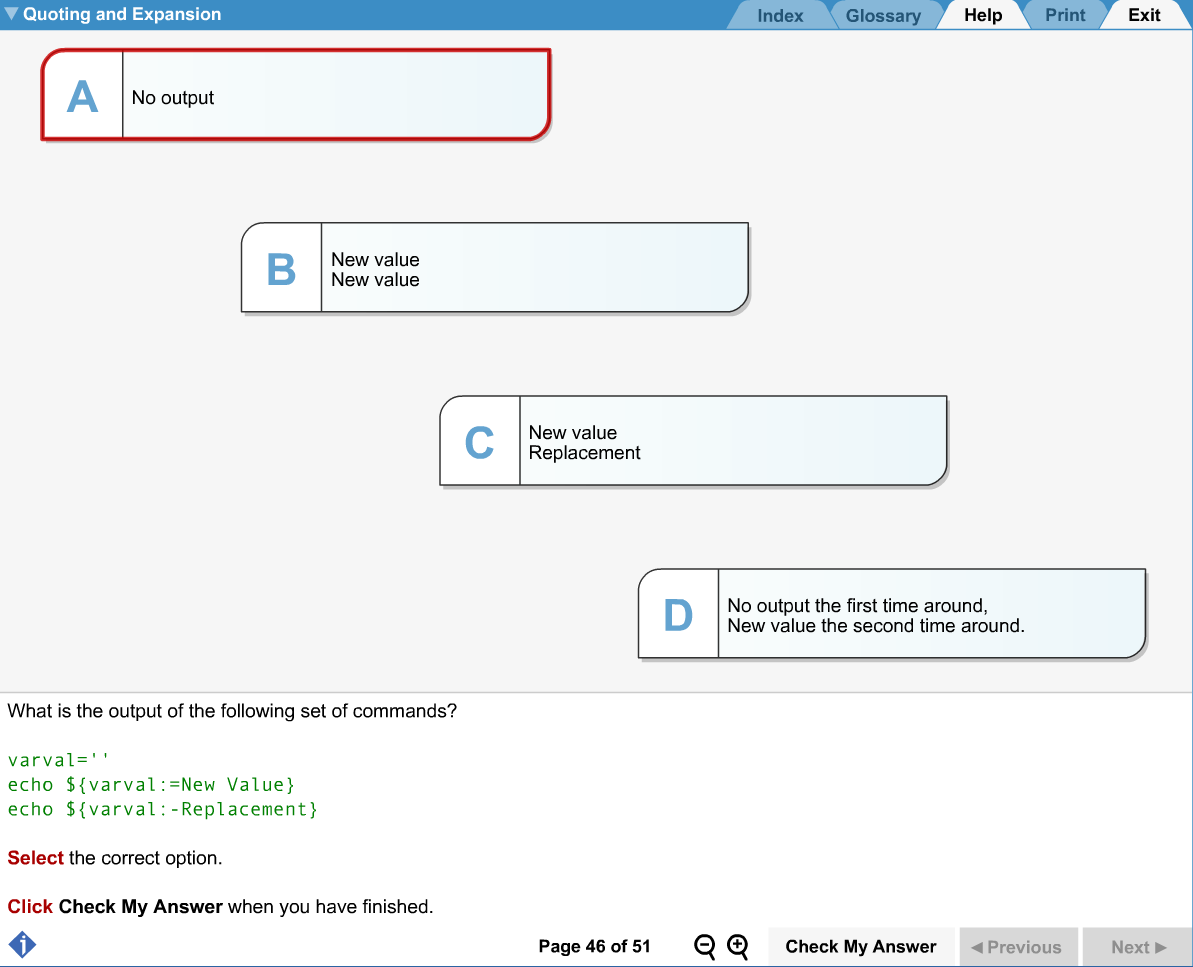 Quoting and Expansion
Index
Glossary
Help
Print
Exit
A
No output
B
New value
New value
C
New value
Replacement
D
No output the first time around,
New value the second time around.
What is the output of the following set of commands?
varval=''
echo ${varval:=New Value}
echo ${varval:-Replacement}
Select the correct option.
Click Check My Answer when you have finished.
i
Page 46 of 51
Check My Answer
Previous
Next